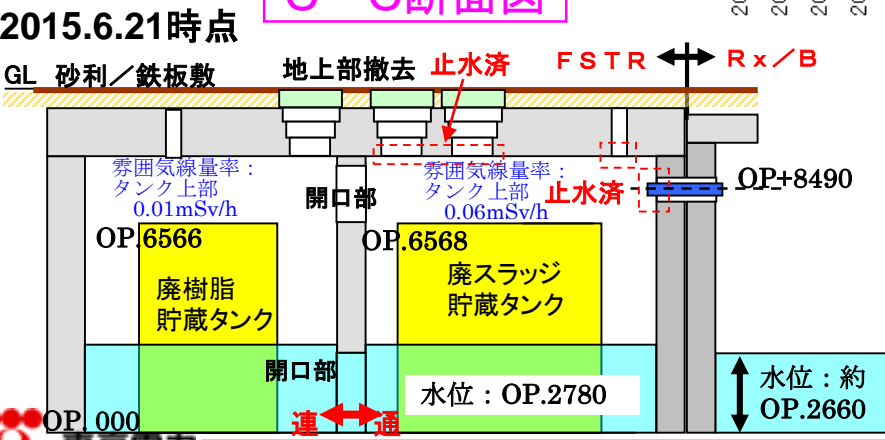 C-C断面図
2015.6.21時点
GL 砂利／鉄板敷
地上部撤去
止水済
FSTR
Rx／B
雰囲気線量率：
タンク上部
0.01mSv/h
開口部
雰囲気線量率：
タンク上部
0.06mSv/h
止水済
OP+8490
OP.6566
OP.6568
廃樹脂
貯蔵タンク
廃スラッジ
貯蔵タンク
開口部
水位：OP.2780
水位：約
OP.2660
OP. 000
連
通